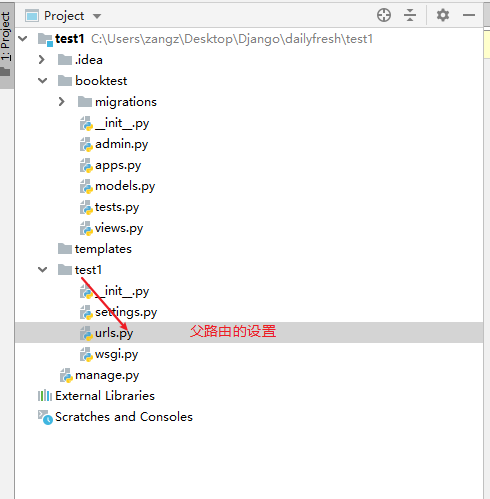 Project
1: Project
test1 C:\Users\zangz\Desktop\Django\dailyfresh\test1
.idea
booktest
migrations
__init__.py
admin.py
apps.py
models.py
tests.py
views.py
templates
test1
__init__.py
settings.py
urls.py 父路由的设置
wsgi.py
manage.py
External Libraries
Scratches and Consoles